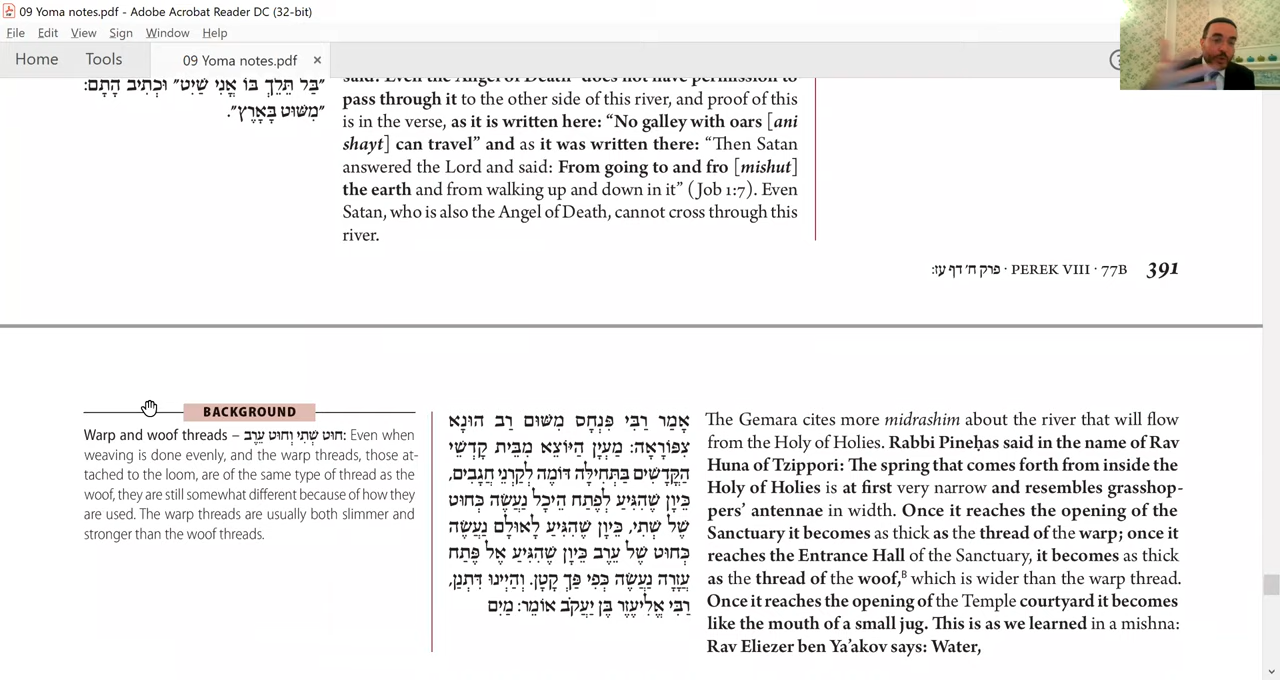 09 Yoma notes.pdf - Adobe Acrobat Reader DC (32-bit)
File Edit View Sign Window Help
Home Tools 09 Yoma notes.pdf ×
״בַּל תֵּלֵךְ בּוֹ אֳנִי שַׁיִט״ וּכְתִיב הָתָם:
״מִשּׁוּט בָּאָרֶץ״.
said: Even the Angel of Death does not have permission to
pass through it to the other side of this river, and proof of this
is in the verse, as it is written here: “No galley with oars [ani
shayt] can travel” and as it was written there: “Then Satan
answered the Lord and said: From going to and fro [mishut]
the earth and from walking up and down in it” (Job 1:7). Even
Satan, who is also the Angel of Death, cannot cross through this
river.
פרק ח׳ דף עז: · PEREK VIII · 77B 391
BACKGROUND
Warp and woof threads – חוּט שְׁתִי וְחוּט עֵרֶב: Even when
weaving is done evenly, and the warp threads, those at-
tached to the loom, are of the same type of thread as the
woof, they are still somewhat different because of how they
are used. The warp threads are usually both slimmer and
stronger than the woof threads.
אָמַר רַבִּי פִּנְחָס מִשּׁוּם רַב הוּנָא
צִפּוֹרָאָה: מַעְיָן הַיּוֹצֵא מִבֵּית קׇדְשֵׁי
הַקֳּדָשִׁים בַּתְּחִילָּה דּוֹמֶה לְקַרְנֵי חֲגָבִים,
כֵּיוָן שֶׁהִגִּיעַ לְפֶתַח הֵיכָל נַעֲשָׂה כְּחוּט
שֶׁל שְׁתִי, כֵּיוָן שֶׁהִגִּיעַ לָאוּלָם נַעֲשָׂה
כְּחוּט שֶׁל עֵרֶב כֵּיוָן שֶׁהִגִּיעַ אֶל פֶּתַח
עֲזָרָה נַעֲשָׂה כְּפִי פַךְ קָטָן. וְהַיְינוּ דִּתְנַן,
רַבִּי אֱלִיעֶזֶר בֶּן יַעֲקֹב אוֹמֵר: מַיִם
The Gemara cites more midrashim about the river that will flow
from the Holy of Holies. Rabbi Pineḥas said in the name of Rav
Huna of Tzippori: The spring that comes forth from inside the
Holy of Holies is at first very narrow and resembles grasshop-
pers’ antennae in width. Once it reaches the opening of the
Sanctuary it becomes as thick as the thread of the warp; once it
reaches the Entrance Hall of the Sanctuary, it becomes as thick
as the thread of the woof,ᴮ which is wider than the warp thread.
Once it reaches the opening of the Temple courtyard it becomes
like the mouth of a small jug. This is as we learned in a mishna:
Rav Eliezer ben Ya’akov says: Water,